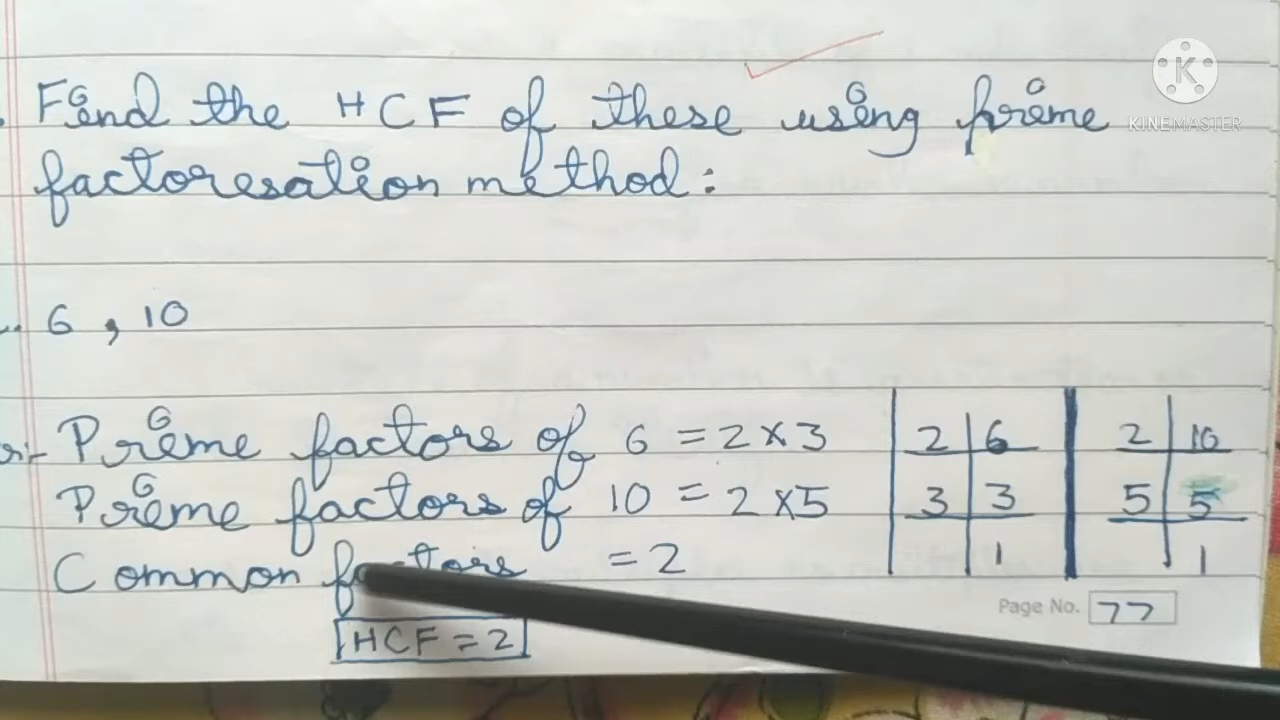 Find the HCF of these using prime
factorisation method:
6, 10
Prime factors of 6 = 2 × 3
Prime factors of 10 = 2 × 5
Common factors = 2
HCF = 2
2 | 6
3 | 3
1
2 | 10
5 | 5
1
Page No. 77
K
KINEMASTER